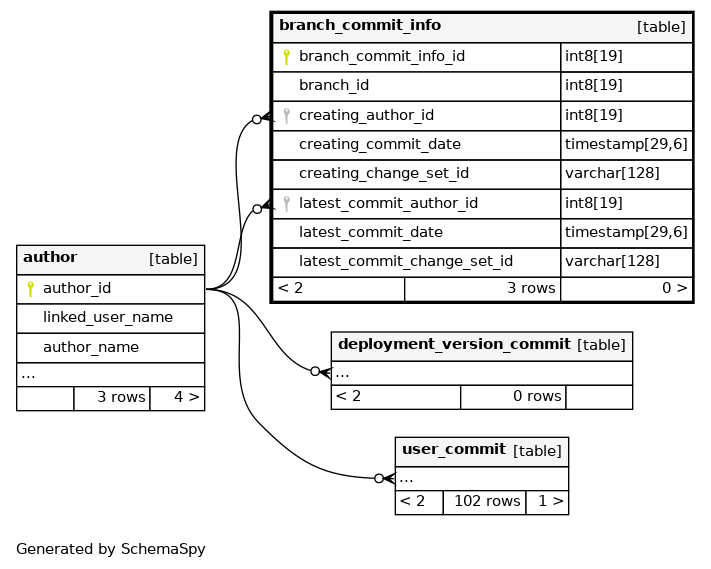 branch_commit_info [table]
branch_commit_info_id int8[19]
branch_id int8[19]
creating_author_id int8[19]
creating_commit_date timestamp[29,6]
creating_change_set_id varchar[128]
latest_commit_author_id int8[19]
latest_commit_date timestamp[29,6]
latest_commit_change_set_id varchar[128]
< 2 3 rows 0 >
author [table]
author_id
linked_user_name
author_name
...
3 rows 4 >
deployment_version_commit [table]
...
< 2 0 rows
user_commit [table]
...
< 2 102 rows 1 >
Generated by SchemaSpy